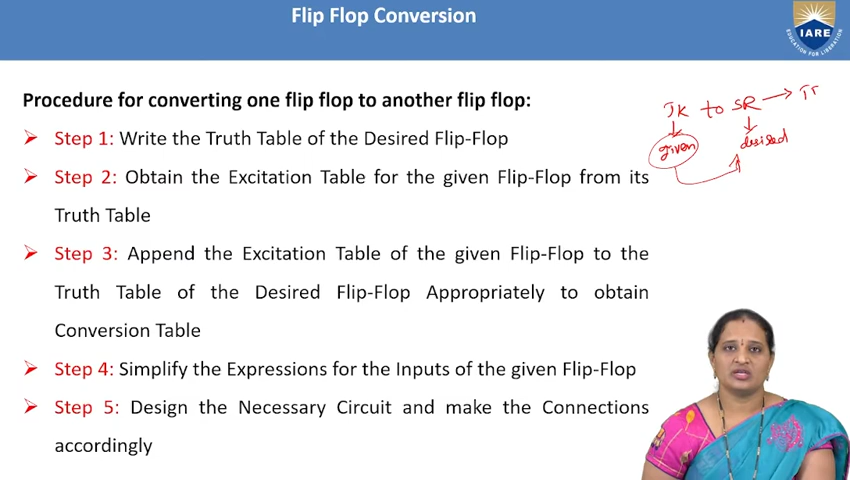 Flip Flop Conversion
IARE
EDUCATION FOR LIBERATION
Procedure for converting one flip flop to another flip flop:
Step 1: Write the Truth Table of the Desired Flip-Flop
Step 2: Obtain the Excitation Table for the given Flip-Flop from its
Truth Table
Step 3: Append the Excitation Table of the given Flip-Flop to the
Truth Table of the Desired Flip-Flop Appropriately to obtain
Conversion Table
Step 4: Simplify the Expressions for the Inputs of the given Flip-Flop
Step 5: Design the Necessary Circuit and make the Connections
accordingly
JK to SR →
given
desired